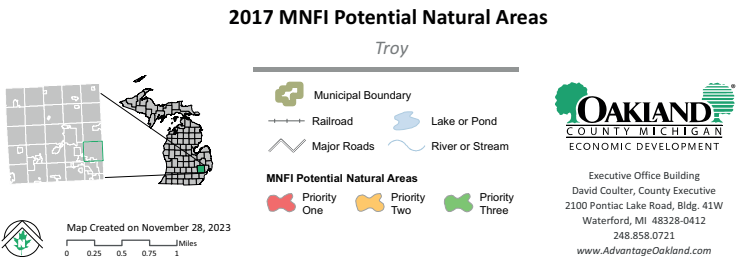 2017 MNFI Potential Natural Areas
Troy
Municipal Boundary
Railroad
Lake or Pond
Major Roads
River or Stream
MNFI Potential Natural Areas
Priority
One
Priority
Two
Priority
Three
Map Created on November 28, 2023
Miles
0 0.25 0.5 0.75 1
OAKLAND®
COUNTY MICHIGAN
ECONOMIC DEVELOPMENT
Executive Office Building
David Coulter, County Executive
2100 Pontiac Lake Road, Bldg. 41W
Waterford, MI 48328-0412
248.858.0721
www.AdvantageOakland.com